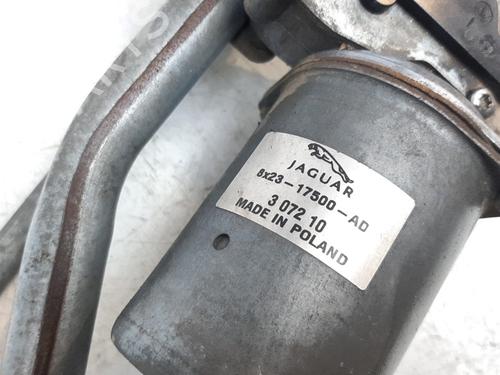 JAGUAR
8X23-17500-AD
3 072 10
MADE IN POLAND